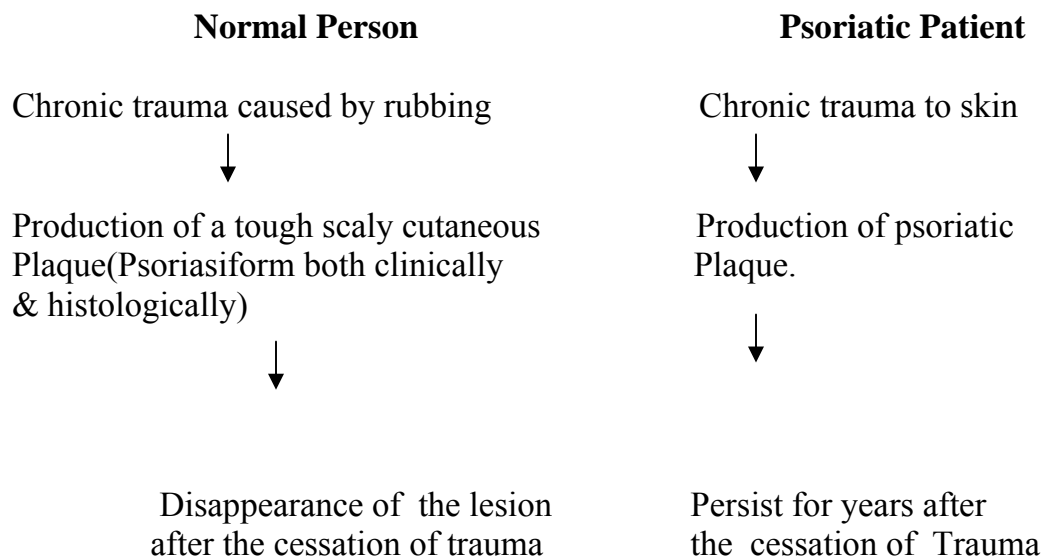 Normal Person
Chronic trauma caused by rubbing
Production of a tough scaly cutaneous
Plaque(Psoriasiform both clinically
& histologically)
Disappearance of the lesion
after the cessation of trauma
Psoriatic Patient
Chronic trauma to skin
Production of psoriatic
Plaque.
Persist for years after
the cessation of Trauma